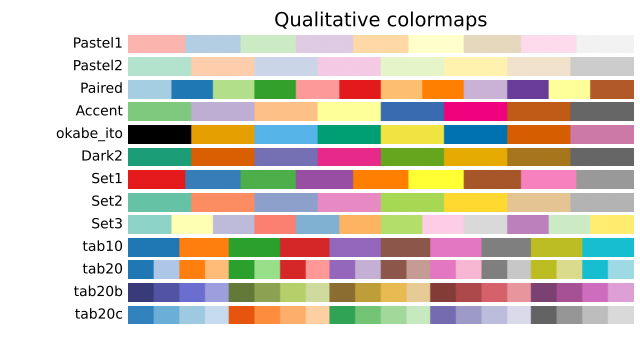 Qualitative colormaps
Pastel1
Pastel2
Paired
Accent
okabe_ito
Dark2
Set1
Set2
Set3
tab10
tab20
tab20b
tab20c